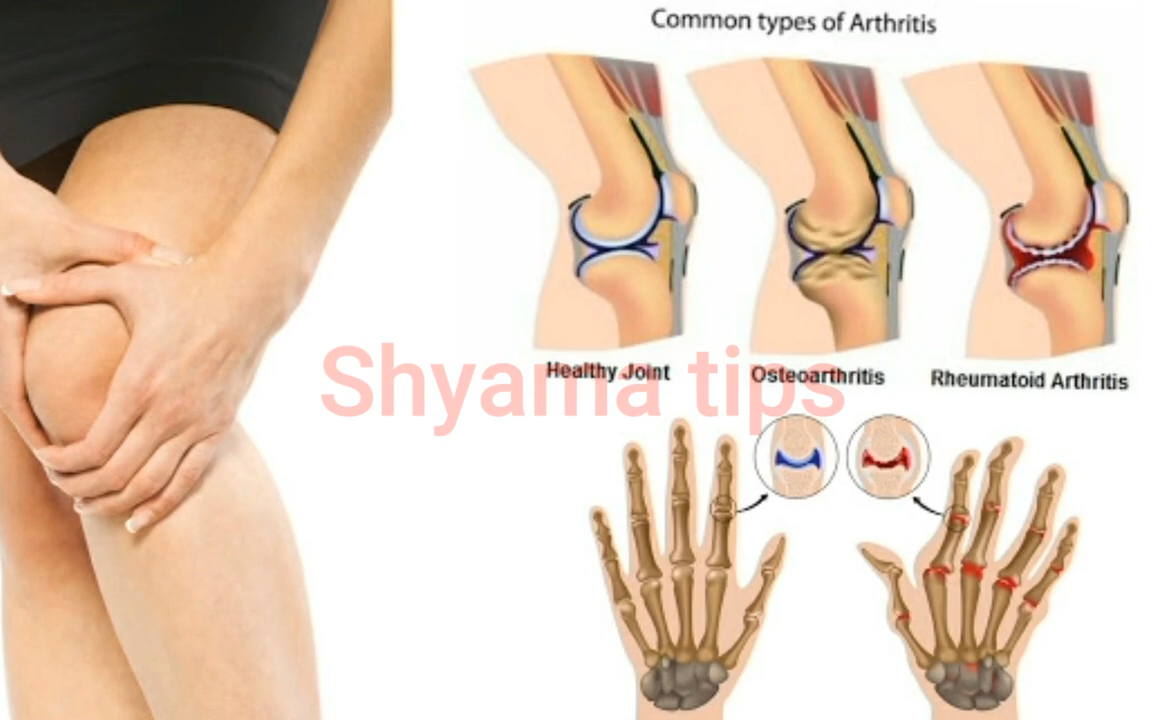 Common types of Arthritis
Healthy Joint
Osteoarthritis
Rheumatoid Arthritis
Shyama tips